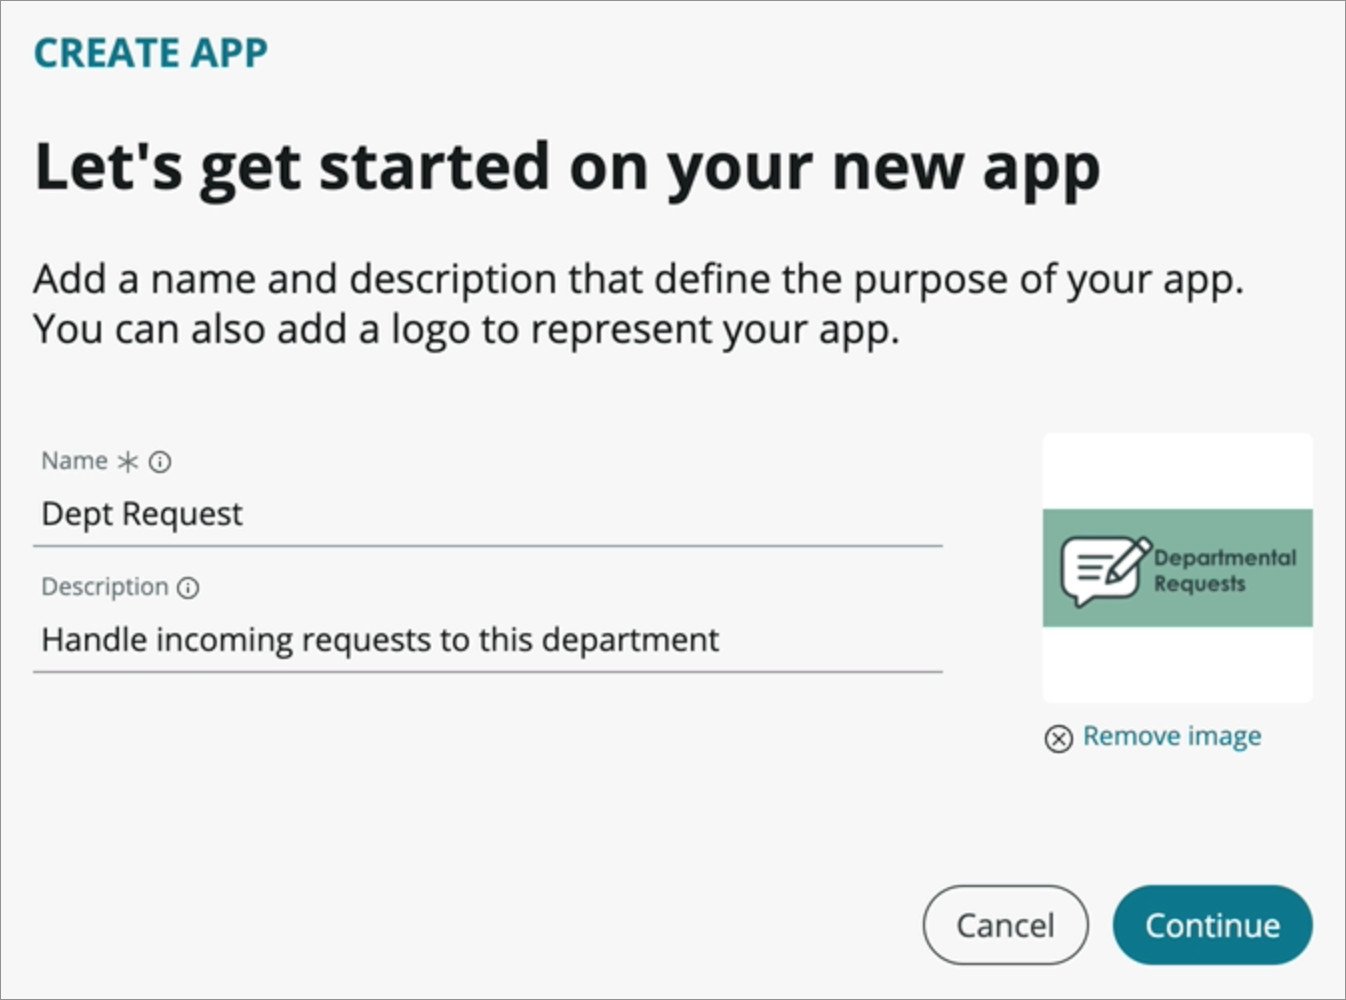 CREATE APP
Let's get started on your new app
Add a name and description that define the purpose of your app.
You can also add a logo to represent your app.
Name *
Dept Request
Description
Handle incoming requests to this department
Departmental
Requests
Remove image
Cancel
Continue